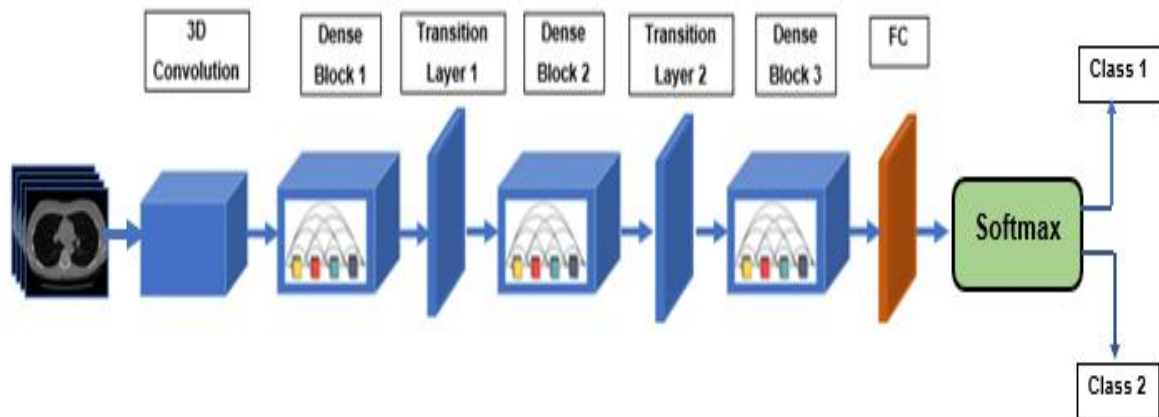 3D
Convolution
Dense
Block 1
Transition
Layer 1
Dense
Block 2
Transition
Layer 2
Dense
Block 3
FC
Class 1
Softmax
Class 2